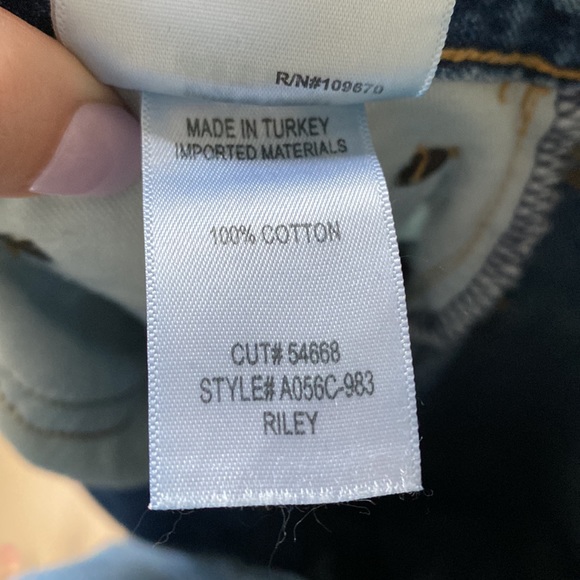 R/N#109670
MADE IN TURKEY
IMPORTED MATERIALS
100% COTTON
CUT# 54668
STYLE# A056C-983
RILEY